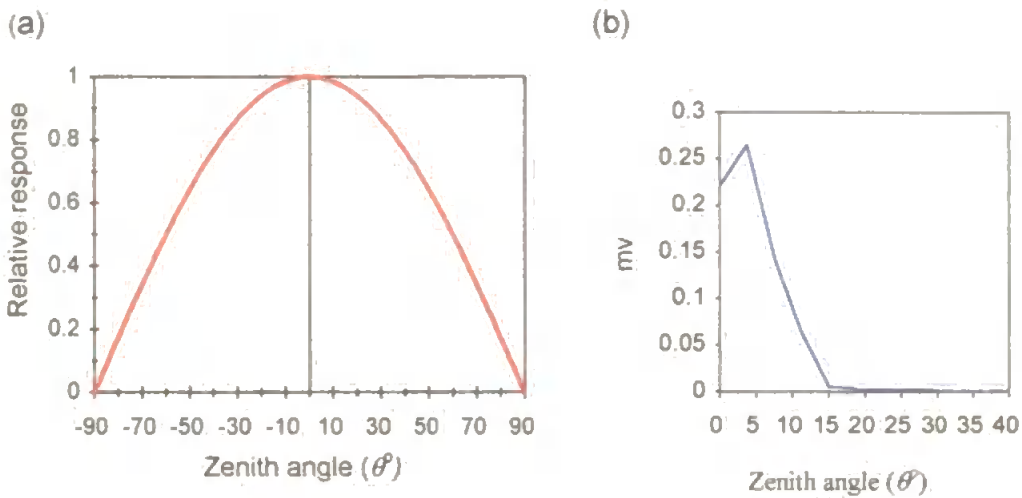 (a)
1
0.8
0.6
0.4
0.2
0
Relative response
-90 -70 -50 -30 -10 10 30 50 70 90
Zenith angle (θ°)
(b)
0.3
0.25
0.2
0.15
0.1
0.05
0
mv
0 5 10 15 20 25 30 35 40
Zenith angle (θ°)